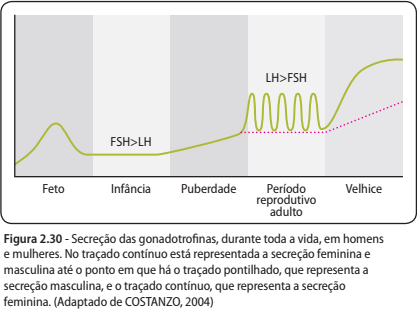 LH>FSH
FSH>LH
Feto
Infância
Puberdade
Período
reprodutivo
adulto
Velhice
Figura 2.30 - Secreção das gonadotrofinas, durante toda a vida, em homens
e mulheres. No traçado contínuo está representada a secreção feminina e
masculina até o ponto em que há o traçado pontilhado, que representa a
secreção masculina, e o traçado contínuo, que representa a secreção
feminina. (Adaptado de COSTANZO, 2004)